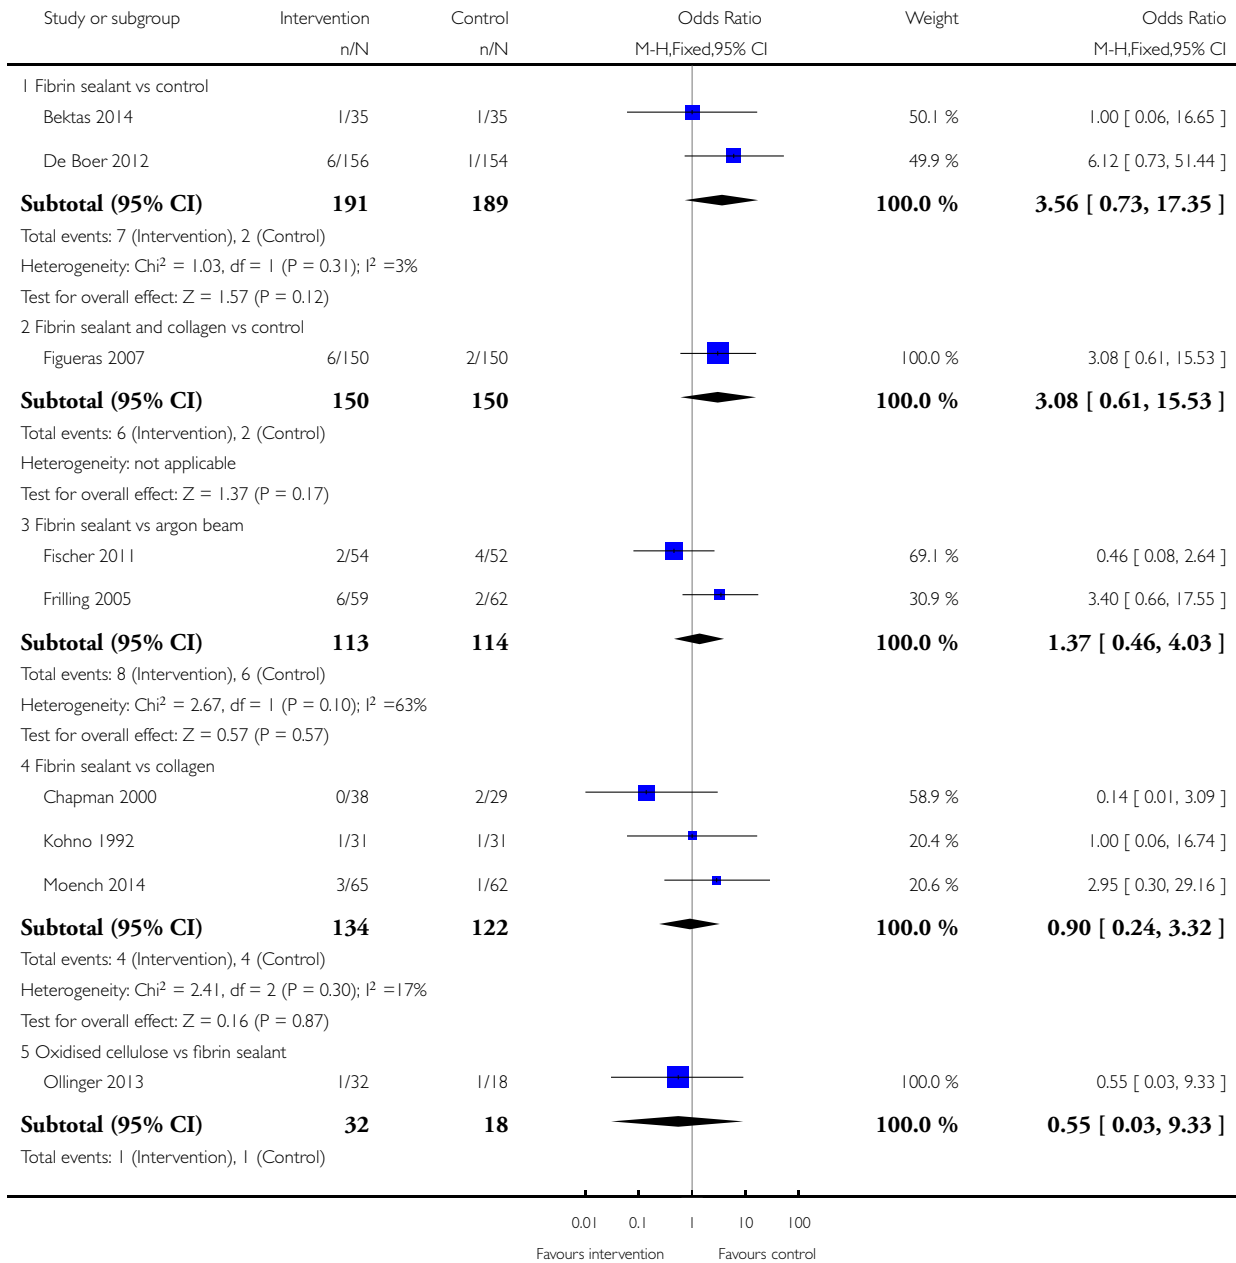 Study or subgroup Intervention Control Odds Ratio Weight Odds Ratio
n/N n/N M-H,Fixed,95% CI M-H,Fixed,95% CI
1 Fibrin sealant vs control
Bektas 2014 1/35 1/35 50.1 % 1.00 [ 0.06, 16.65 ]
De Boer 2012 6/156 1/154 49.9 % 6.12 [ 0.73, 51.44 ]
Subtotal (95% CI) 191 189 100.0 % 3.56 [ 0.73, 17.35 ]
Total events: 7 (Intervention), 2 (Control)
Heterogeneity: Chi² = 1.03, df = 1 (P = 0.31); I² =3%
Test for overall effect: Z = 1.57 (P = 0.12)
2 Fibrin sealant and collagen vs control
Figueras 2007 6/150 2/150 100.0 % 3.08 [ 0.61, 15.53 ]
Subtotal (95% CI) 150 150 100.0 % 3.08 [ 0.61, 15.53 ]
Total events: 6 (Intervention), 2 (Control)
Heterogeneity: not applicable
Test for overall effect: Z = 1.37 (P = 0.17)
3 Fibrin sealant vs argon beam
Fischer 2011 2/54 4/52 69.1 % 0.46 [ 0.08, 2.64 ]
Frilling 2005 6/59 2/62 30.9 % 3.40 [ 0.66, 17.55 ]
Subtotal (95% CI) 113 114 100.0 % 1.37 [ 0.46, 4.03 ]
Total events: 8 (Intervention), 6 (Control)
Heterogeneity: Chi² = 2.67, df = 1 (P = 0.10); I² =63%
Test for overall effect: Z = 0.57 (P = 0.57)
4 Fibrin sealant vs collagen
Chapman 2000 0/38 2/29 58.9 % 0.14 [ 0.01, 3.09 ]
Kohno 1992 1/31 1/31 20.4 % 1.00 [ 0.06, 16.74 ]
Moench 2014 3/65 1/62 20.6 % 2.95 [ 0.30, 29.16 ]
Subtotal (95% CI) 134 122 100.0 % 0.90 [ 0.24, 3.32 ]
Total events: 4 (Intervention), 4 (Control)
Heterogeneity: Chi² = 2.41, df = 2 (P = 0.30); I² =17%
Test for overall effect: Z = 0.16 (P = 0.87)
5 Oxidised cellulose vs fibrin sealant
Ollinger 2013 1/32 1/18 100.0 % 0.55 [ 0.03, 9.33 ]
Subtotal (95% CI) 32 18 100.0 % 0.55 [ 0.03, 9.33 ]
Total events: 1 (Intervention), 1 (Control)
0.01 0.1 1 10 100
Favours intervention Favours control